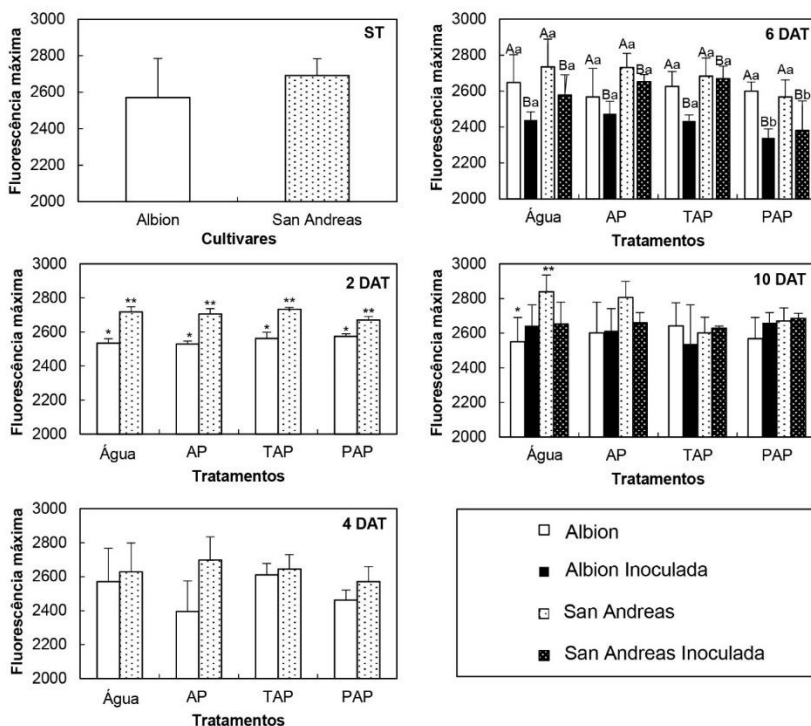 Fluorescência máxima
3000
2800
2600
2400
2200
2000
ST
Albion San Andreas
Cultivares
Fluorescência máxima
3000
2800
2600
2400
2200
2000
6 DAT
Aa Ba Aa Ba Aa Ba Aa Ba Aa Ba Aa Ba Aa Bb Aa Bb
Água AP TAP PAP
Tratamentos
Fluorescência máxima
3000
2800
2600
2400
2200
2000
2 DAT
* ** * ** * ** * **
Água AP TAP PAP
Tratamentos
Fluorescência máxima
3000
2800
2600
2400
2200
2000
10 DAT
* **
Água AP TAP PAP
Tratamentos
Fluorescência máxima
3000
2800
2600
2400
2200
2000
4 DAT
Água AP TAP PAP
Tratamentos
Albion
Albion Inoculada
San Andreas
San Andreas Inoculada